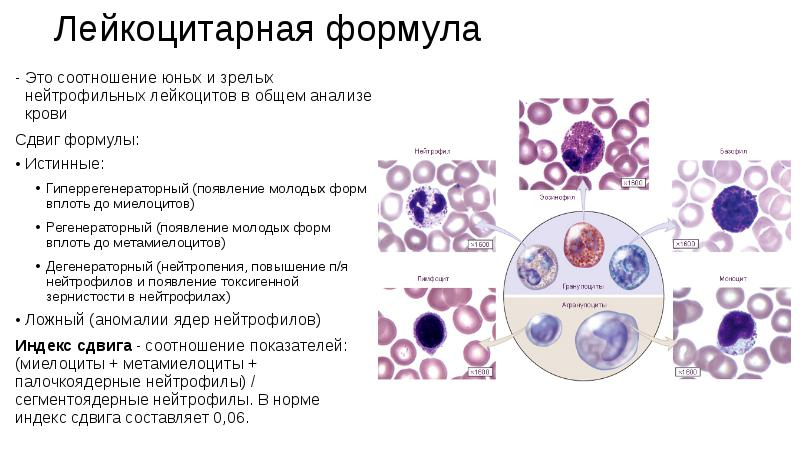 Лейкоцитарная формула
- Это соотношение юных и зрелых
нейтрофильных лейкоцитов в общем анализе
крови
Сдвиг формулы:
• Истинные:
• Гиперрегенераторный (появление молодых форм
вплоть до миелоцитов)
• Регенераторный (появление молодых форм
вплоть до метамиелоцитов)
• Дегенераторный (нейтропения, повышение п/я
нейтрофилов и появление токсигенной
зернистости в нейтрофилах)
• Ложный (аномалии ядер нейтрофилов)
Индекс сдвига - соотношение показателей:
(миелоциты + метамиелоциты +
палочкоядерные нейтрофилы) /
сегментоядерные нейтрофилы. В норме
индекс сдвига составляет 0,06.
Нейтрофил
×1600
×1600
Эозинофил
Базофил
×1600
Гранулоциты
Агранулоциты
Лимфоцит
×1600
Моноцит
×1600